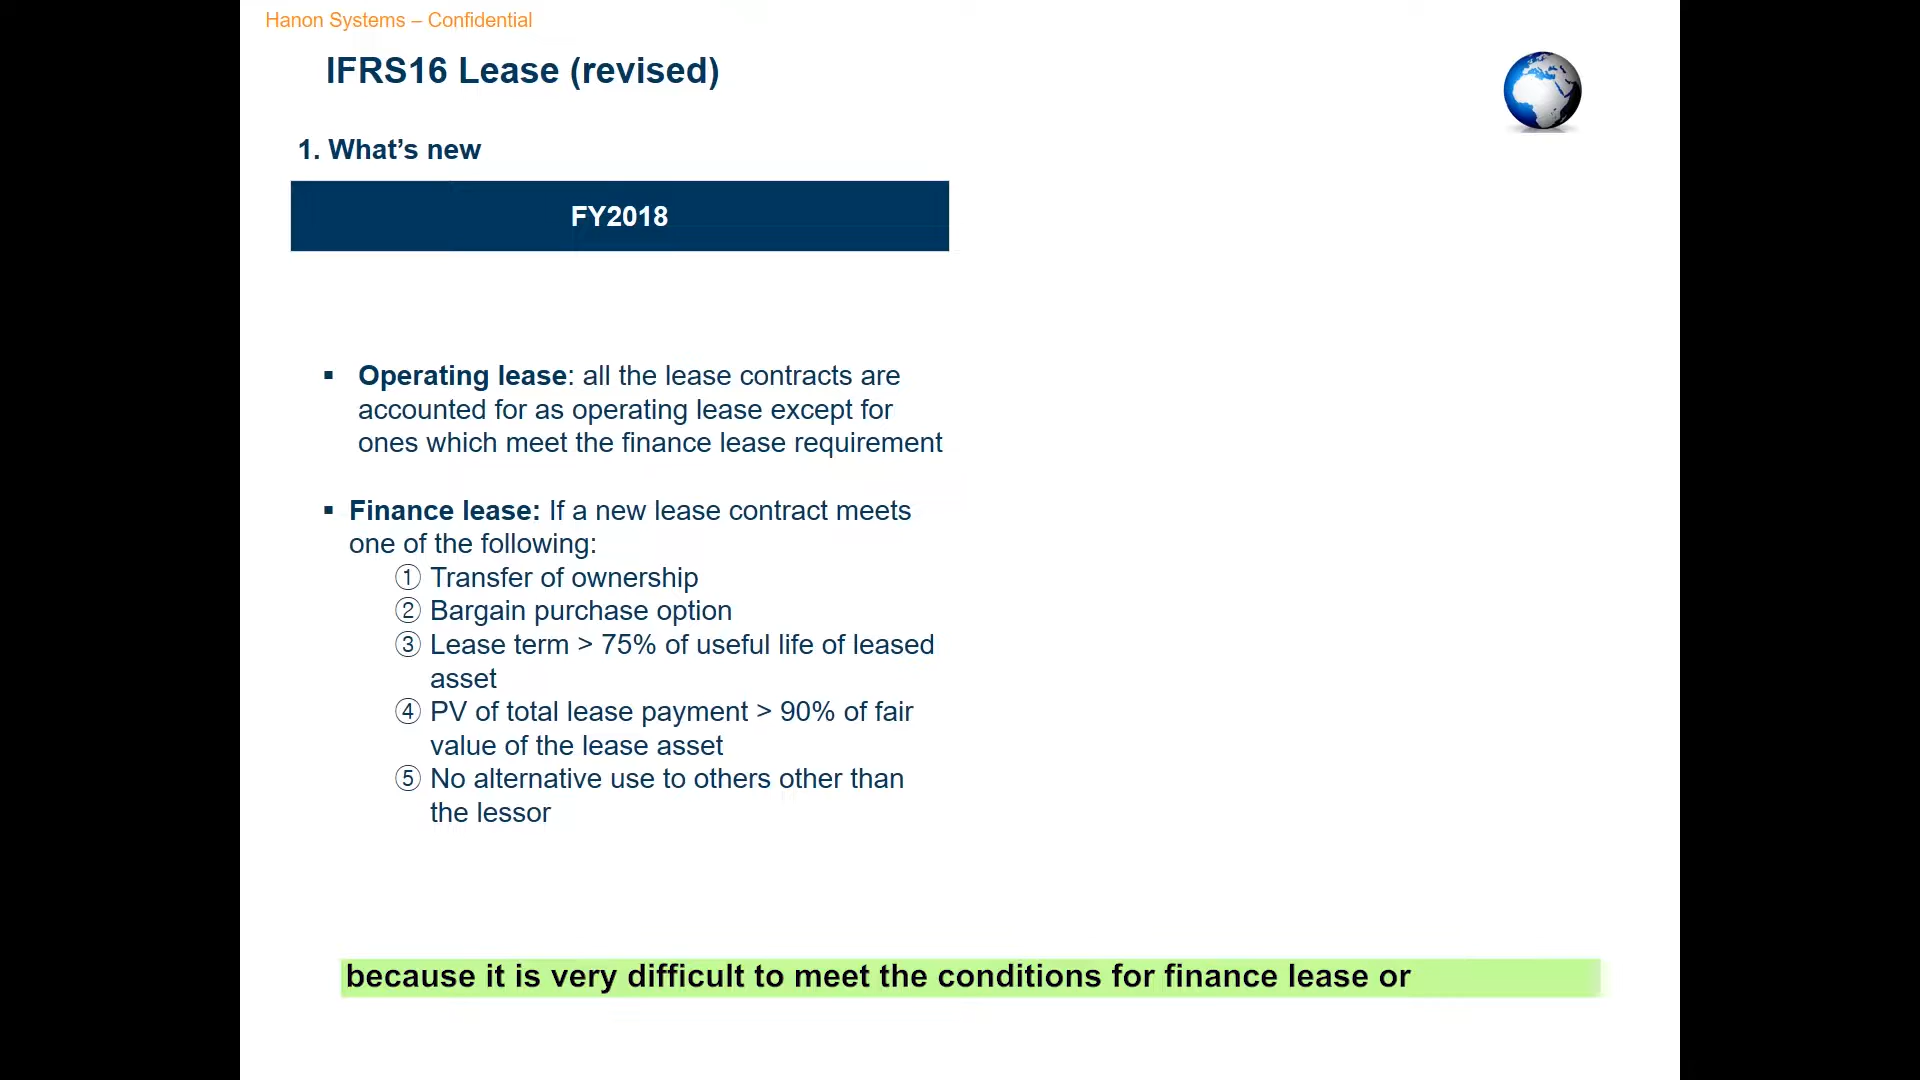 Hanon Systems – Confidential
IFRS16 Lease (revised)
1. What’s new
FY2018
▪ Operating lease: all the lease contracts are
accounted for as operating lease except for
ones which meet the finance lease requirement
▪ Finance lease: If a new lease contract meets
one of the following:
① Transfer of ownership
② Bargain purchase option
③ Lease term > 75% of useful life of leased
asset
④ PV of total lease payment > 90% of fair
value of the lease asset
⑤ No alternative use to others other than
the lessor
because it is very difficult to meet the conditions for finance lease or